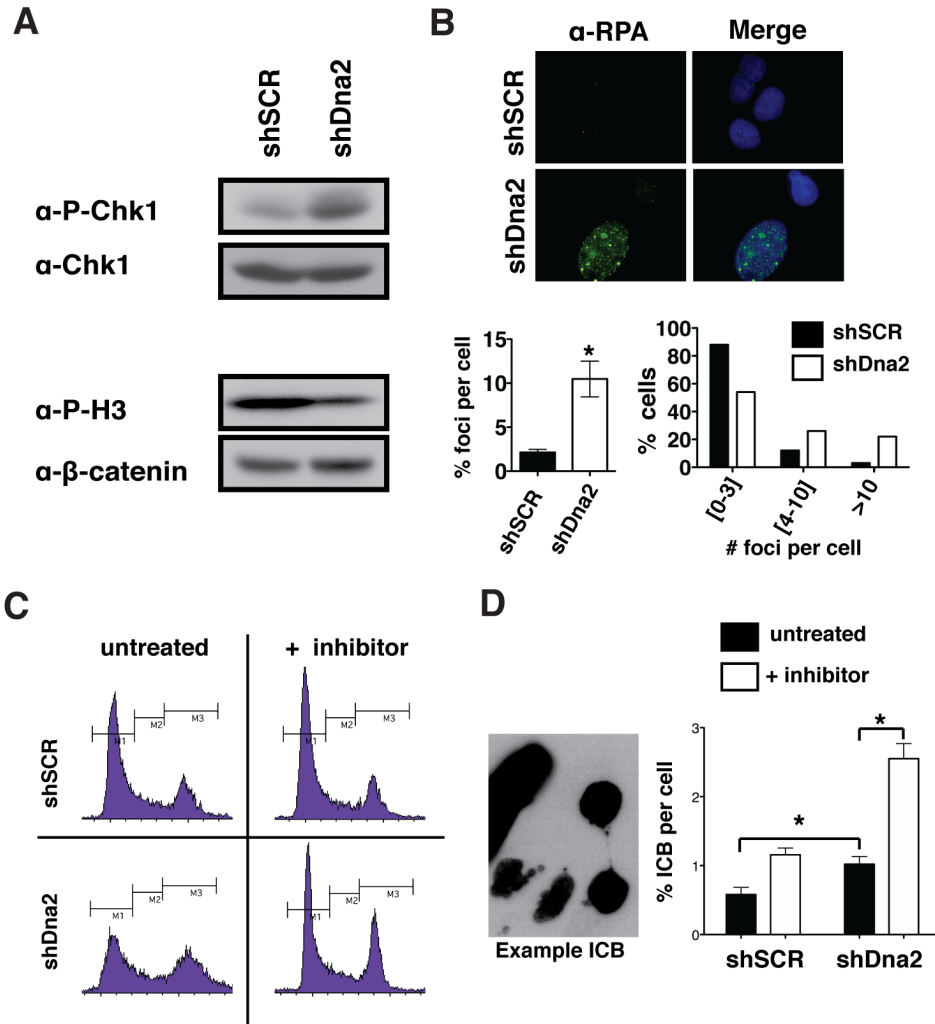 A
shSCR
shDna2
α-P-Chk1
α-Chk1
α-P-H3
α-β-catenin
B
α-RPA
Merge
shSCR
shDna2
% foci per cell
15
10
5
0
*
shSCR
shDna2
% cells
100
80
60
40
20
0
shSCR
shDna2
[0-3]
[4-10]
>10
# foci per cell
C
untreated
+ inhibitor
shSCR
M1
M2
M3
M1
M2
M3
shDna2
M1
M2
M3
M1
M2
M3
D
untreated
+ inhibitor
Example ICB
% ICB per cell
3
2
1
0
*
*
shSCR
shDna2